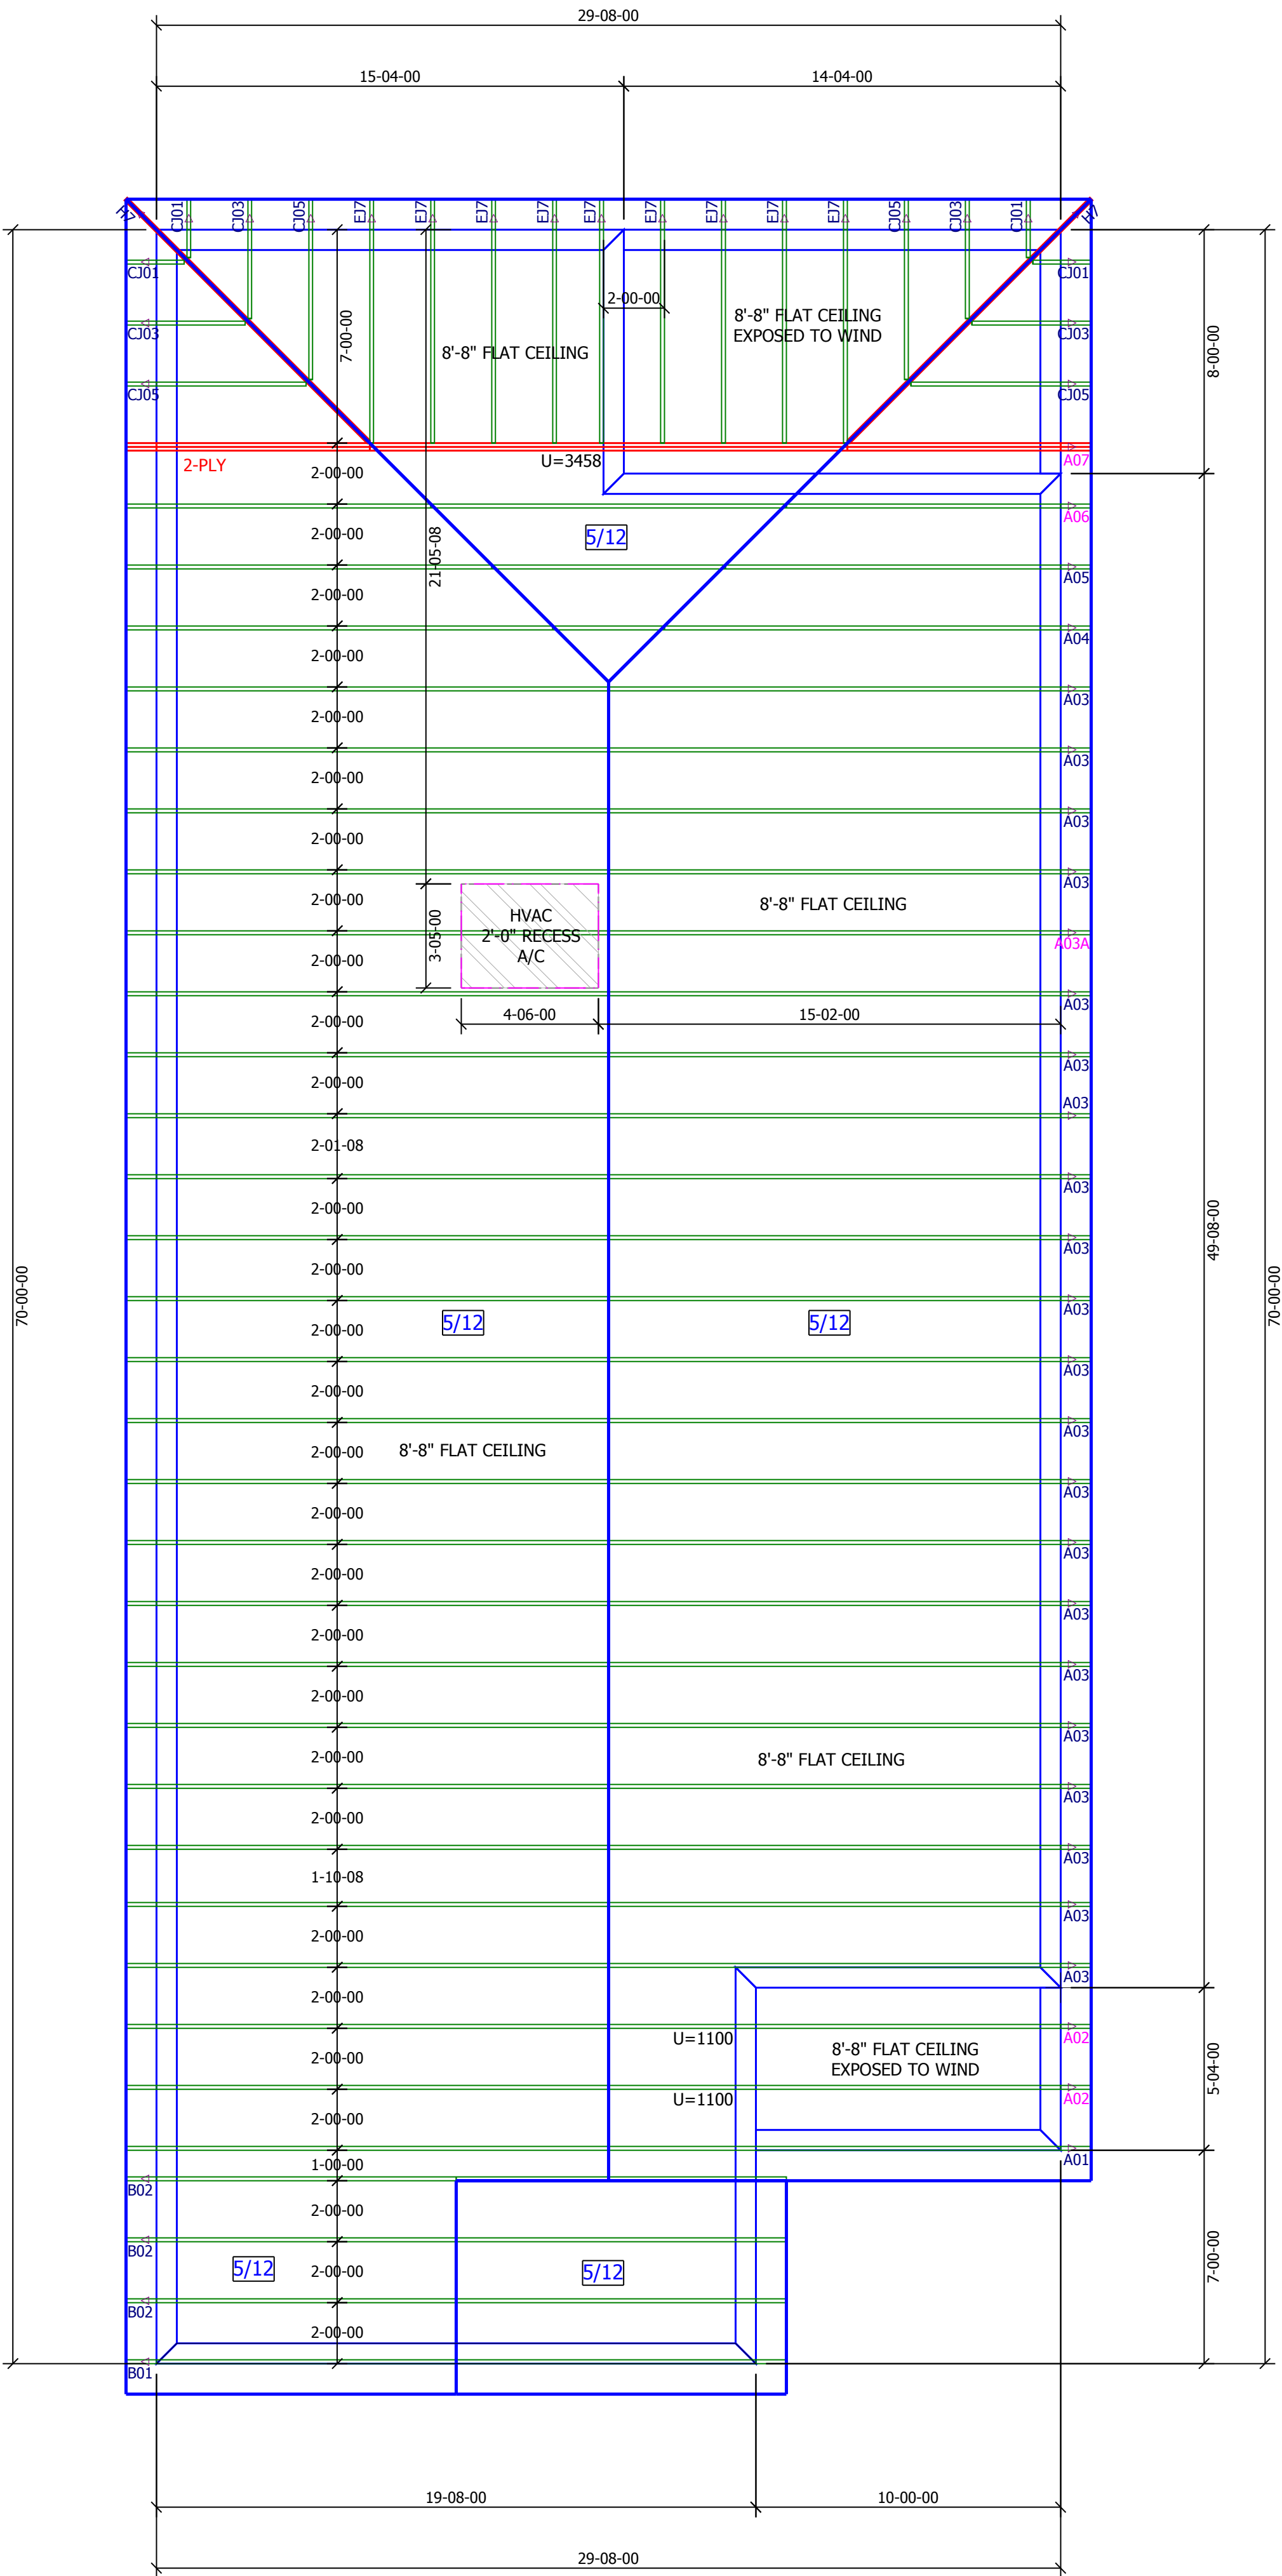 29-08-00
15-04-00
14-04-00
H7
CJ01
CJ03
CJ05
EJ7
EJ7
EJ7
EJ7
EJ7
EJ7
EJ7
EJ7
EJ7
CJ05
CJ03
CJ01
H7
CJ01
CJ01
2-00-00
8'-8" FLAT CEILING
EXPOSED TO WIND
CJ03
CJ03
7-00-00
8'-8" FLAT CEILING
8-00-00
CJ05
CJ05
2-PLY
U=3458
A07
2-00-00
A06
2-00-00
21-05-08
5/12
A05
2-00-00
A04
2-00-00
A03
2-00-00
A03
2-00-00
A03
2-00-00
A03
2-00-00
8'-8" FLAT CEILING
HVAC
2'-0" RECESS
A/C
3-05-00
A03A
2-00-00
A03
4-06-00
15-02-00
2-00-00
A03
2-00-00
A03
2-01-08
A03
2-00-00
A03
49-08-00
2-00-00
70-00-00
70-00-00
A03
5/12
5/12
2-00-00
A03
2-00-00
A03
8'-8" FLAT CEILING
2-00-00
A03
2-00-00
A03
2-00-00
A03
2-00-00
A03
2-00-00
A03
2-00-00
8'-8" FLAT CEILING
A03
2-00-00
A03
1-10-08
A03
2-00-00
A03
2-00-00
U=1100
A02
8'-8" FLAT CEILING
EXPOSED TO WIND
5-04-00
2-00-00
U=1100
A02
2-00-00
A01
1-00-00
B02
2-00-00
B02
5/12
2-00-00
5/12
7-00-00
B02
2-00-00
B01
19-08-00
10-00-00
29-08-00